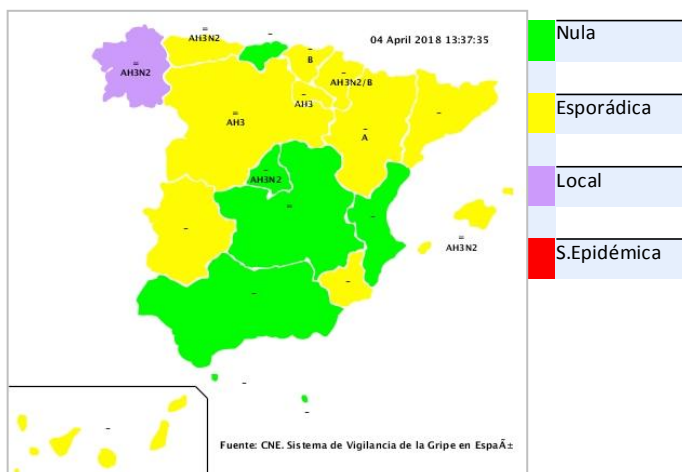 =
AH3N2
–
04 April 2018 13:37:35
Nula
=
AH3N2
–
B
–
AH3N2/B
–
AH3
=
AH3
–
–
A
Esporádica
–
AH3N2
Local
=
–
–
=
AH3N2
S.Epidémica
–
–
–
–
–
Fuente: CNE. Sistema de Vigilancia de la Gripe en EspaÃ±